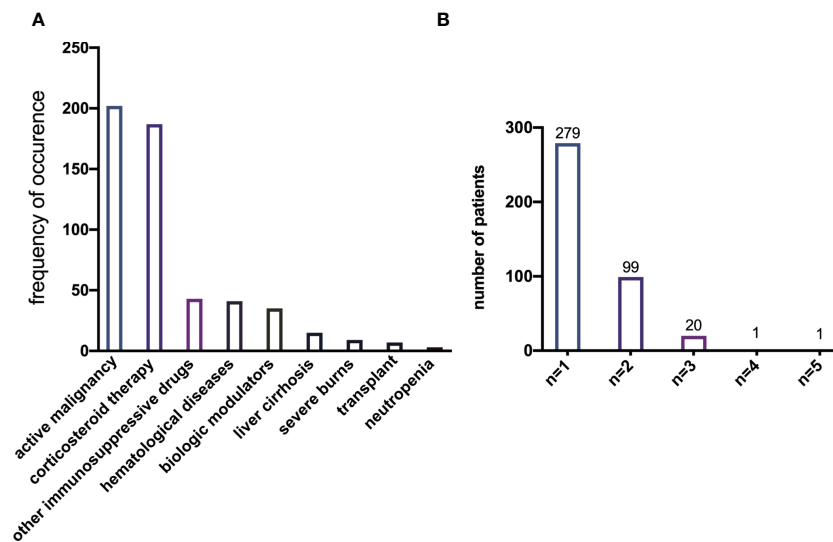 A
B
frequency of occurence
250
200
150
100
50
0
active malignancy
corticosteroid therapy
other immunosuppressive drugs
hematological diseases
biologic modulators
liver cirrhosis
severe burns
transplant
neutropenia
number of patients
300
200
100
0
279
99
20
1
1
n=1
n=2
n=3
n=4
n=5